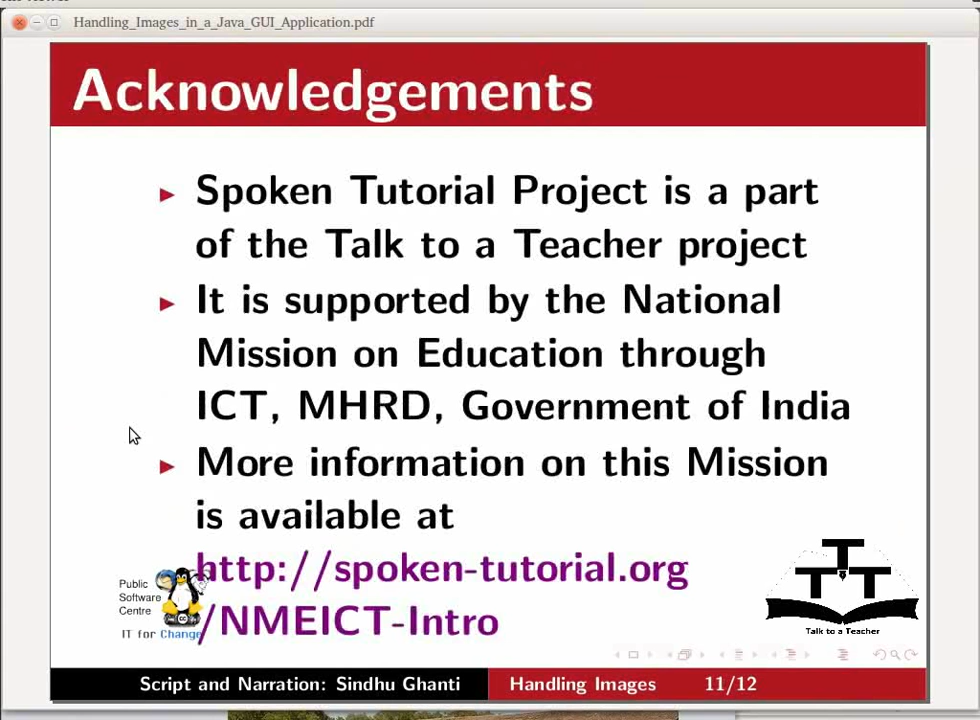 Handling_Images_in_a_Java_GUI_Application.pdf
Acknowledgements
Spoken Tutorial Project is a part
of the Talk to a Teacher project
It is supported by the National
Mission on Education through
ICT, MHRD, Government of India
More information on this Mission
is available at
http://spoken-tutorial.org
/NMEICT-Intro
Public
Software
Centre
IT for Change
TTT
Talk to a Teacher
Script and Narration: Sindhu Ghanti
Handling Images
11/12